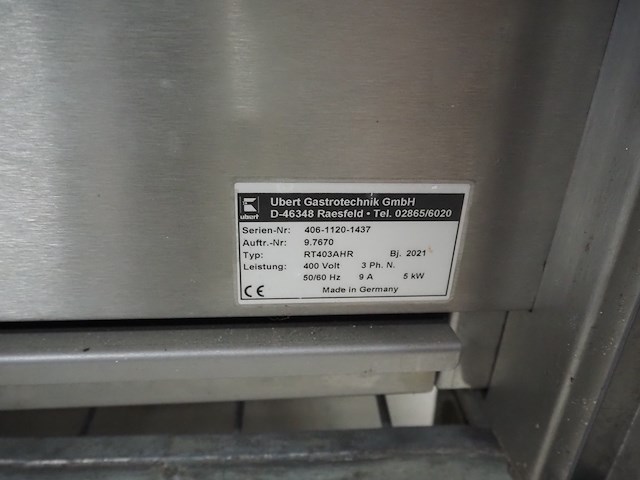 Ubert Gastrotechnik GmbH
D-46348 Raesfeld • Tel. 02865/6020
ubert
Serien-Nr: 406-1120-1437
Auftr.-Nr: 9.7670
Typ: RT403AHR Bj. 2021
Leistung: 400 Volt 3 Ph. N.
50/60 Hz 9 A 5 kW
CE Made in Germany